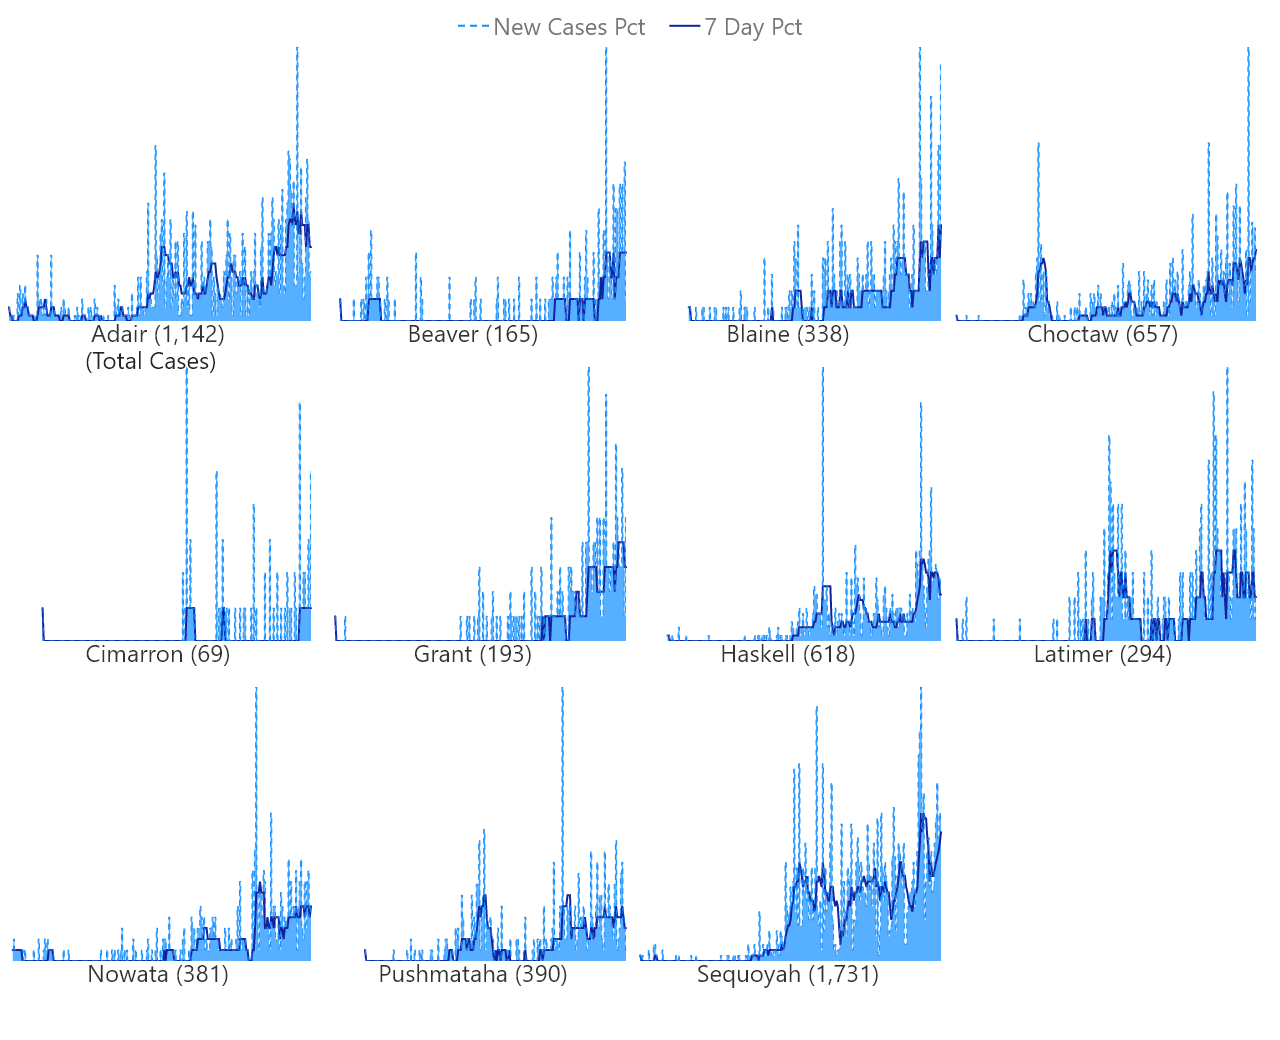 New Cases Pct 7 Day Pct
Adair (1,142) Beaver (165) Blaine (338) Choctaw (657)
(Total Cases)
Cimarron (69) Grant (193) Haskell (618) Latimer (294)
Nowata (381) Pushmataha (390) Sequoyah (1,731)